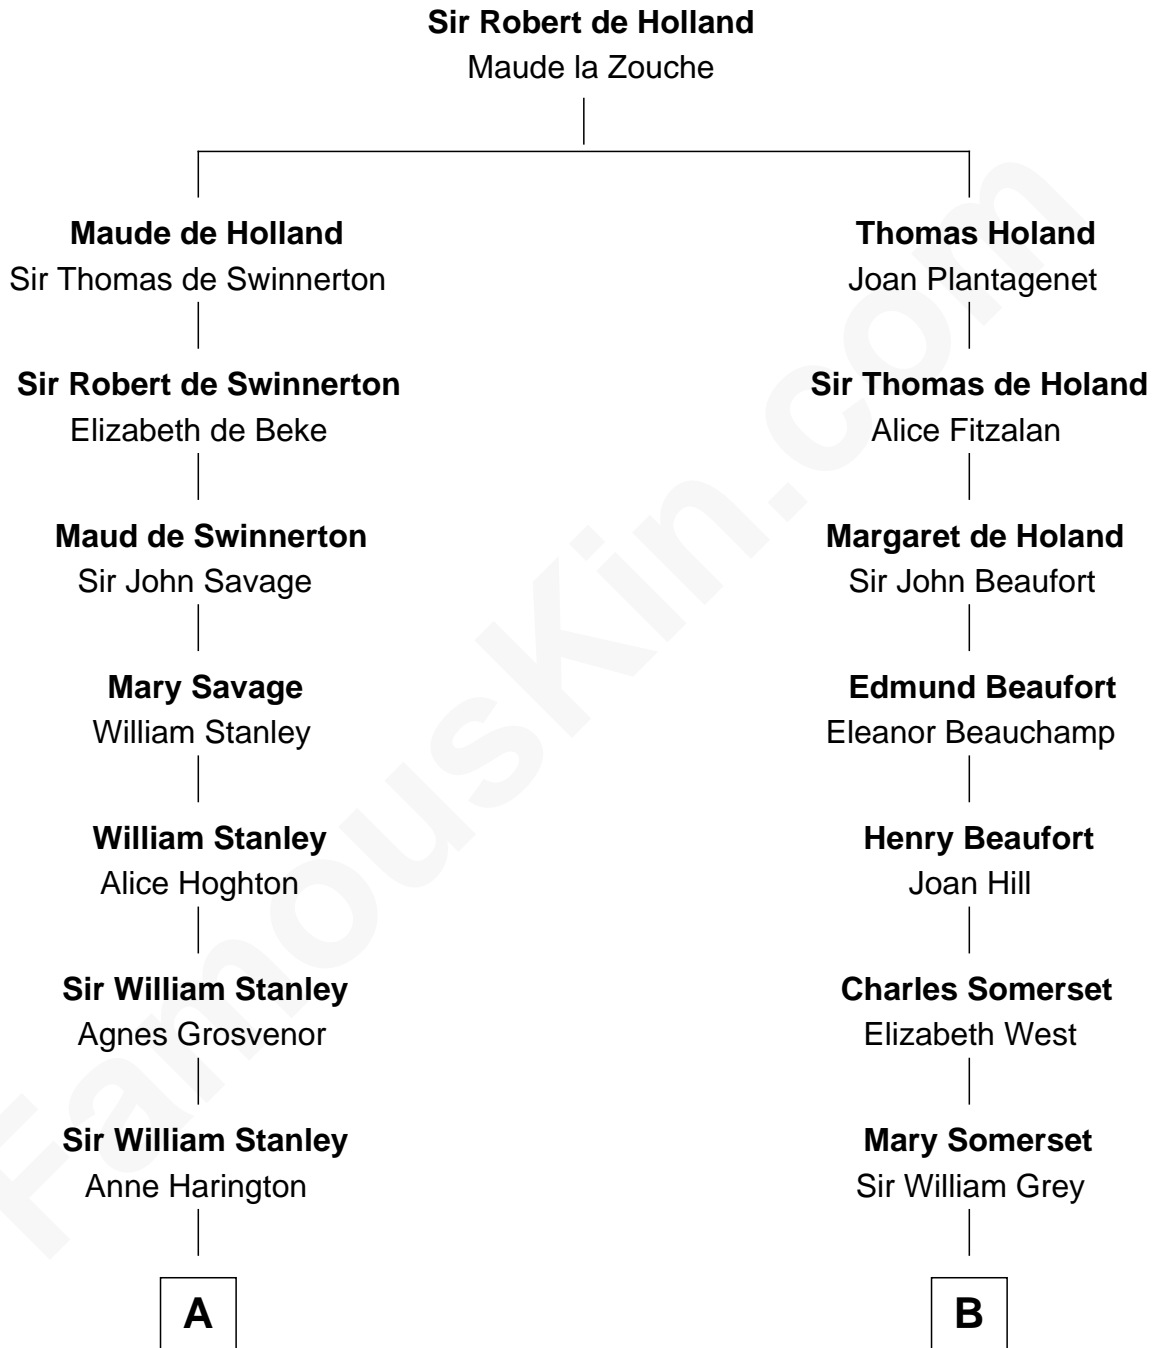 Sir Robert de Holland
Maude la Zouche
Maude de Holland
Sir Thomas de Swinnerton
Thomas Holand
Joan Plantagenet
Sir Robert de Swinnerton
Elizabeth de Beke
Sir Thomas de Holand
Alice Fitzalan
Maud de Swinnerton
Sir John Savage
Margaret de Holand
Sir John Beaufort
Mary Savage
William Stanley
Edmund Beaufort
Eleanor Beauchamp
William Stanley
Alice Hoghton
Henry Beaufort
Joan Hill
Sir William Stanley
Agnes Grosvenor
Charles Somerset
Elizabeth West
Sir William Stanley
Anne Harington
Mary Somerset
Sir William Grey
A
B
FamousKin.com